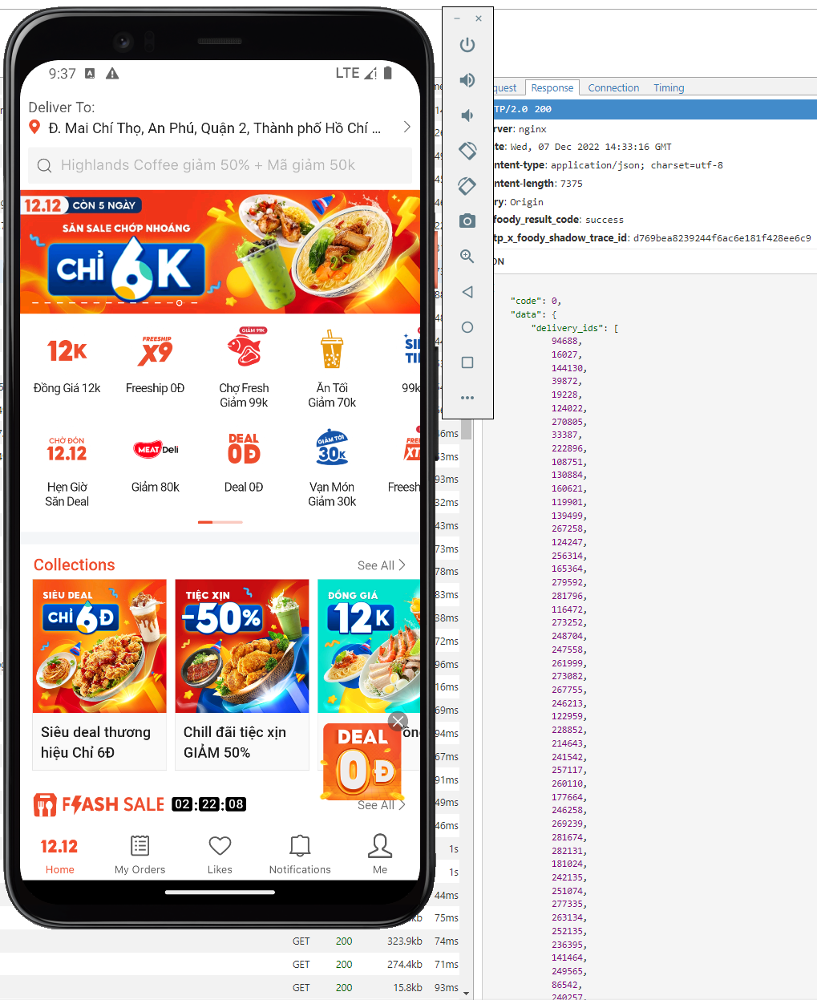 9:37
LTE
Deliver To:
Đ. Mai Chí Thọ, An Phú, Quận 2, Thành phố Hồ Chí ...
Highlands Coffee giảm 50% + Mã giảm 50k
12.12 CÒN 5 NGÀY
SĂN SALE CHỚP NHOÁNG
CHỈ 6K
12K
FREESHIP
X9
GIẢM 99K
Đồng Giá 12k
Freeship 0Đ
Chợ Fresh
Giảm 99k
Ăn Tối
Giảm 70k
99k
CHỜ ĐÓN
12.12
MEATDeli
DEAL
0Đ
GIẢM TỚI
30K
Hẹn Giờ
Săn Deal
Giảm 80k
Deal 0Đ
Vạn Món
Giảm 30k
Freesh
Collections
See All
SIÊU DEAL
CHỈ 6Đ
TIỆC XỊN
-50%
ĐỒNG GIÁ
12K
Siêu deal thương
hiệu Chỉ 6Đ
Chill đãi tiệc xịn
GIẢM 50%
DEAL
0Đ
FLASH SALE 02:22:08
See All
12.12
Home
My Orders
Likes
Notifications
Me
quest Response Connection Timing
TP/2.0 200
rver: nginx
te: Wed, 07 Dec 2022 14:33:16 GMT
ntent-type: application/json; charset=utf-8
ntent-length: 7375
ry: Origin
foody_result_code: success
tp_x_foody_shadow_trace_id: d769bea8239244f6ac6e181f428ee6c9
ON
"code": 0,
"data": {
"delivery_ids": [
94688,
16027,
144130,
39872,
19228,
124022,
270805,
33387,
222896,
108751,
130884,
160621,
119901,
139499,
267258,
124247,
256314,
165364,
279592,
281796,
116472,
273252,
248704,
247558,
261999,
273082,
267755,
246213,
122959,
228852,
214643,
241542,
257117,
260110,
177664,
246258,
269239,
281674,
282131,
181024,
242135,
251074,
277335,
263134,
252135,
236395,
141464,
249565,
86542,
240257,
46ms
53ms
93ms
32ms
43ms
73ms
78ms
83ms
38ms
72ms
96ms
16ms
69ms
94ms
67ms
91ms
49ms
46ms
1s
1s
44ms
kb 75ms
GET 200 323.9kb 74ms
GET 200 274.4kb 71ms
GET 200 15.8kb 93ms